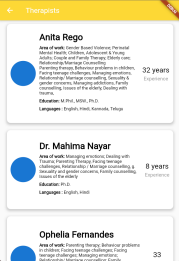 Therapists
Anita Rego
Area of work: Gender Based Violence, Perinatal
Mental Health, Children, Adolescent & Young
Adults, Couple and Family Therapy, Elderly care,
Relationship/Marriage Counselling
Parenting therapy, Behaviour problems in children,
Facing teenage challenges, Managing emotions,
Relationship/ Marriage counselling, Sexuality &
gender concerns, Managing addictions, Family
counselling, Issues of the elderly, Dealing with
trauma,
32 years
Experience
Education: M.Phil., MSW., Ph.D.
Languages : English, Hindi, Kannada, Telugu
Dr. Mahima Nayar
Area of work: Managing emotions, Dealing with
Trauma, Parenting Therapy, Facing teenage
challenges, Relationship / Marriage counselling, g
Sexuality and gender concerns, Family counselling,
Issues of the elderly
8 years
Experience
Education: Ph.D.
Languages : English, Hindi
Ophelia Fernandes
Area of work: Parenting therapy, Behaviour problems
in children, Facing teenage challenges, Facing
teenage challenges, Managing emotions,
33